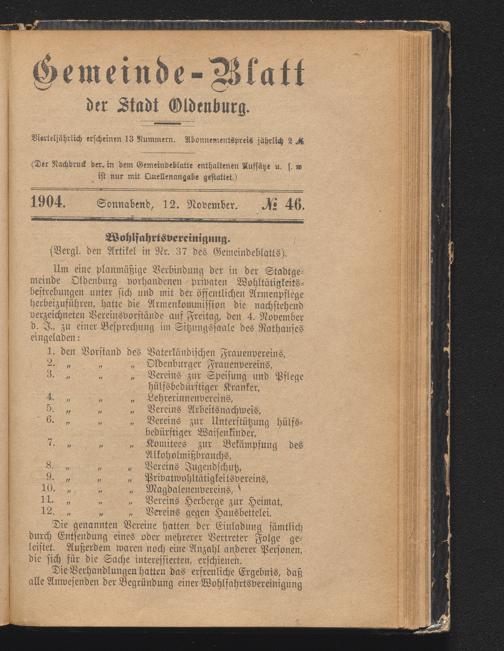 Gemeinde-Blatt
der Stadt Oldenburg.
Vierteljährlich erscheinen 13 Nummern. Abonnementspreis jährlich 2 ℳ
(Der Nachdruck der in dem Gemeindeblatte enthaltenen Aufsätze u. s. w
ist nur mit Quellenangabe gestattet.)
1904. Sonnabend, 12. November. № 46.
Wohlfahrtsvereinigung.
(Vergl. den Artikel in Nr. 37 des Gemeindeblatts).
Um eine planmäßige Verbindung der in der Stadtge-
meinde Oldenburg vorhandenen privaten Wohltätigkeits-
bestrebungen unter sich und mit der öffentlichen Armenpflege
herbeizuführen, hatte die Armenkommission die nachstehend
verzeichneten Vereinsvorstände auf Freitag, den 4. November
d. J., zu einer Besprechung im Sitzungssaale des Rathauses
eingeladen:
1. den Vorstand des Vaterländischen Frauenvereins,
2. „ „ „ Oldenburger Frauenvereins,
3. „ „ „ Vereins zur Speisung und Pflege
hülfsbedürftiger Kranker,
4. „ „ „ Lehrerinnenvereins,
5. „ „ „ Vereins Arbeitsnachweis,
6. „ „ „ Vereins zur Unterstützung hülfs-
bedürftiger Waisenkinder,
7. „ „ „ Komitees zur Bekämpfung des
Alkoholmißbrauchs,
8. „ „ „ Vereins Jugendschutz,
9. „ „ „ Privatwohltätigkeitsvereins,
10. „ „ „ Magdalenenvereins,
11. „ „ „ Vereins Herberge zur Heimat,
12. „ „ „ Vereins gegen Hausbettelei.
Die genannten Vereine hatten der Einladung sämtlich
durch Entsendung eines oder mehrerer Vertreter Folge ge-
leistet. Außerdem waren noch eine Anzahl anderer Personen,
die sich für die Sache interessierten, erschienen.
Die Verhandlungen hatten das erfreuliche Ergebnis, daß
alle Anwesenden der Begründung einer Wohlfahrtsvereinigung